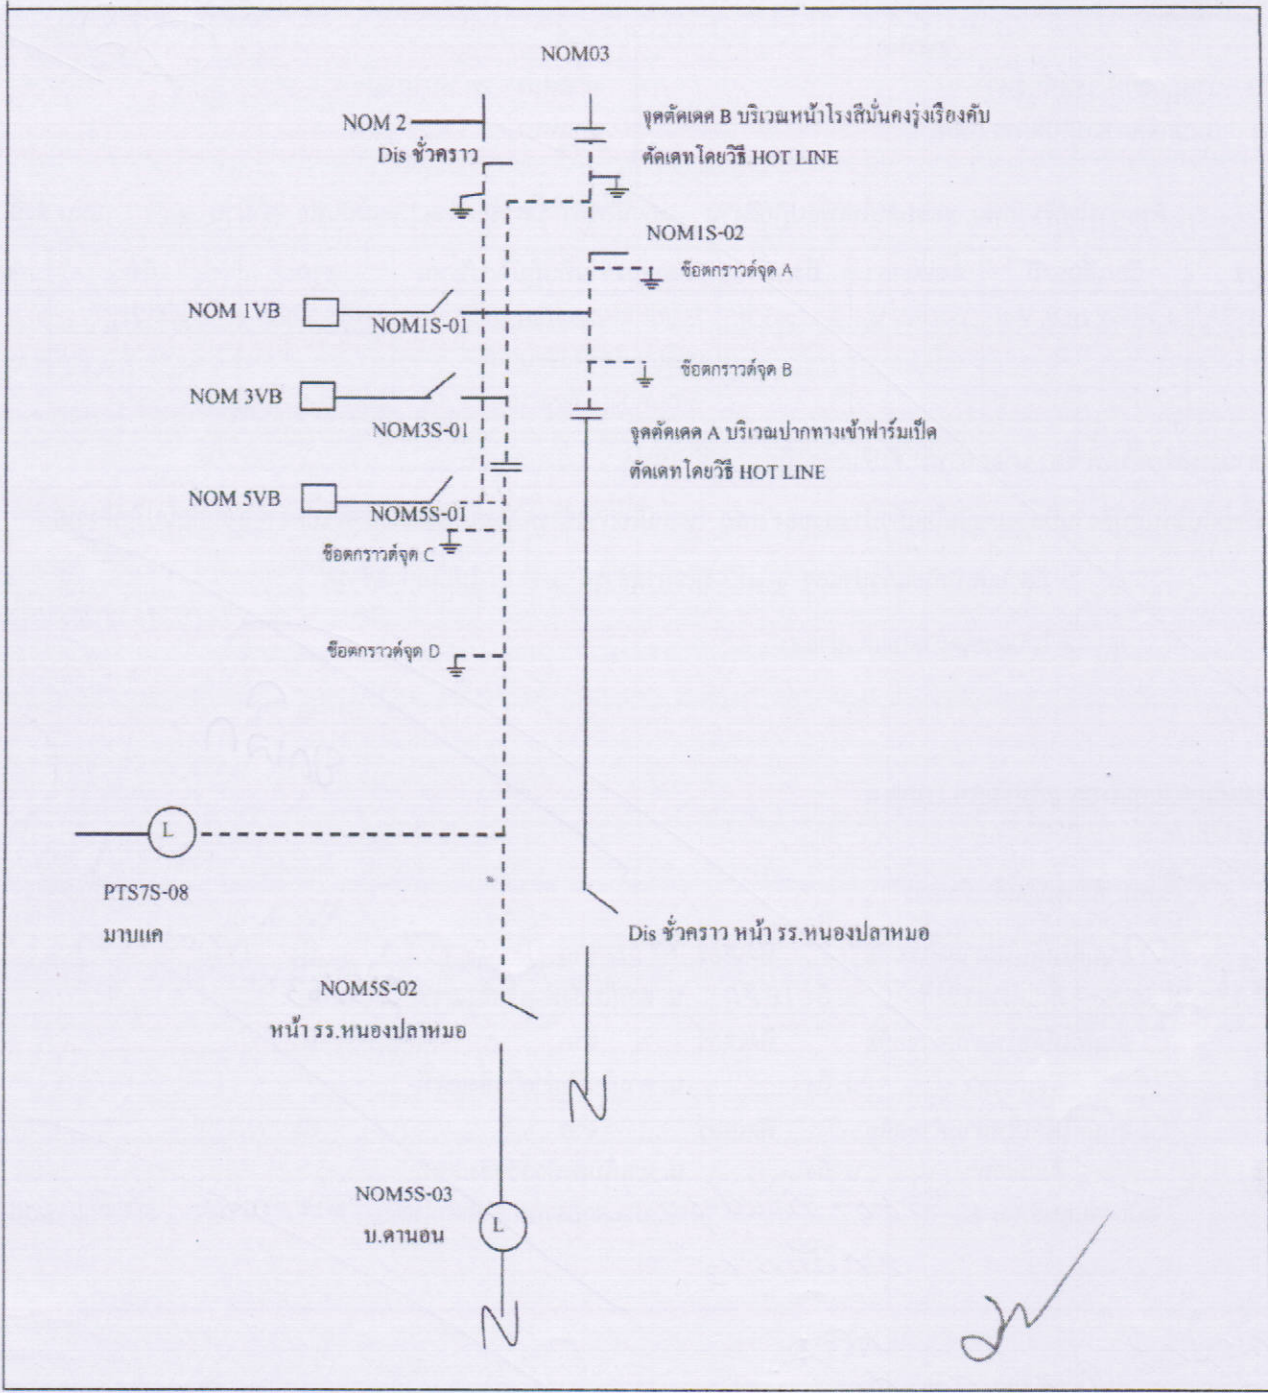 NOM03
NOM 2
จุดตัดเดด B บริเวณหน้าโรงสีมั่นคงรุ่งเรืองดับ
Dis ชั่วคราว
ตัดเดทโดยวิธี HOT LINE
NOM1S-02
ช๊อตกราวด์จุด A
NOM 1VB
NOM1S-01
ช๊อตกราวด์จุด B
NOM 3VB
NOM3S-01
จุดตัดเดด A บริเวณปากทางเข้าฟาร์มเป็ด
ตัดเดทโดยวิธี HOT LINE
NOM 5VB
NOM5S-01
ช๊อตกราวด์จุด C
ช๊อตกราวด์จุด D
L
PTS7S-08
มาบแค
Dis ชั่วคราว หน้า รร.หนองปลาหมอ
NOM5S-02
หน้า รร.หนองปลาหมอ
N
NOM5S-03
บ.ดานอน
L
N